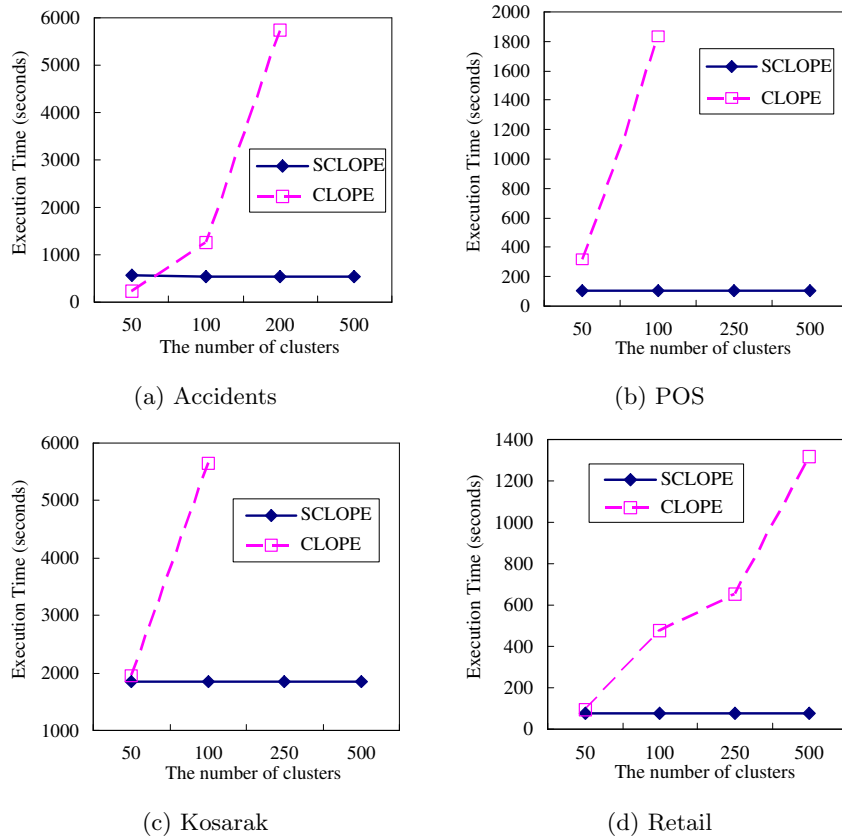 6000
5000
4000
3000
2000
1000
0
Execution Time (seconds)
SCLOPE
CLOPE
50 100 200 500
The number of clusters
(a) Accidents
2000
1800
1600
1400
1200
1000
800
600
400
200
0
Execution Time (seconds)
SCLOPE
CLOPE
50 100 250 500
The number of clusters
(b) POS
6000
5000
4000
3000
2000
1000
Execution Time (seconds)
SCLOPE
CLOPE
50 100 250 500
The number of clusters
(c) Kosarak
1400
1200
1000
800
600
400
200
0
Execution Time (seconds)
SCLOPE
CLOPE
50 100 250 500
The number of clusters
(d) Retail